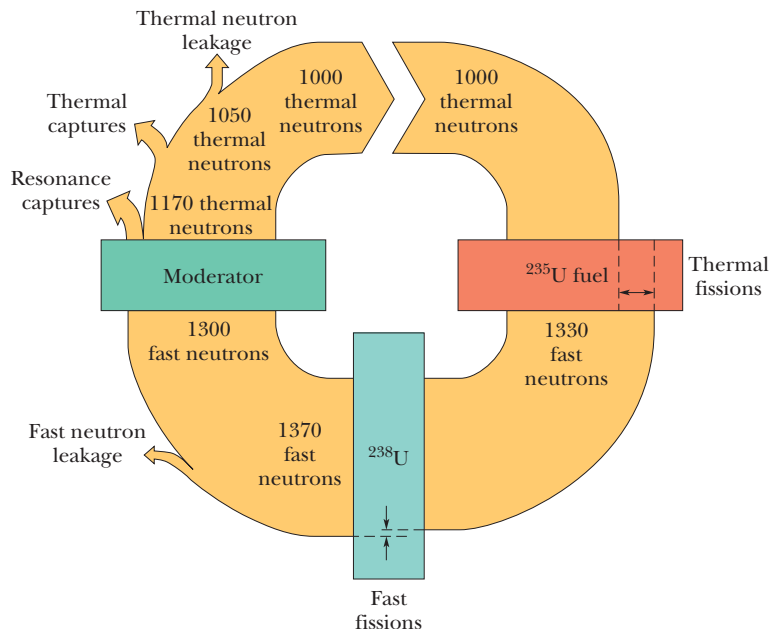 Thermal neutron
leakage
1000
thermal
neutrons
1000
thermal
neutrons
Thermal
captures
1050
thermal
neutrons
Resonance
captures
1170 thermal
neutrons
Moderator
²³⁵U fuel
Thermal
fissions
1300
fast neutrons
1330
fast
neutrons
Fast neutron
leakage
1370
fast
neutrons
²³⁸U
Fast
fissions